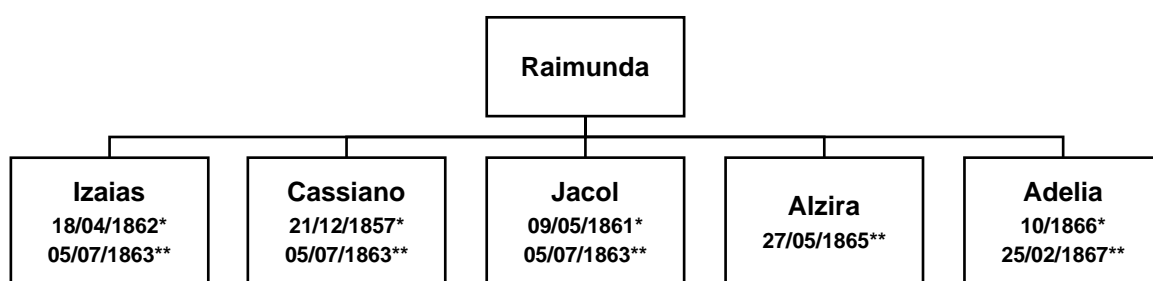 Raimunda
Izaias
18/04/1862*
05/07/1863**
Cassiano
21/12/1857*
05/07/1863**
Jacol
09/05/1861*
05/07/1863**
Alzira
27/05/1865**
Adelia
10/1866*
25/02/1867**